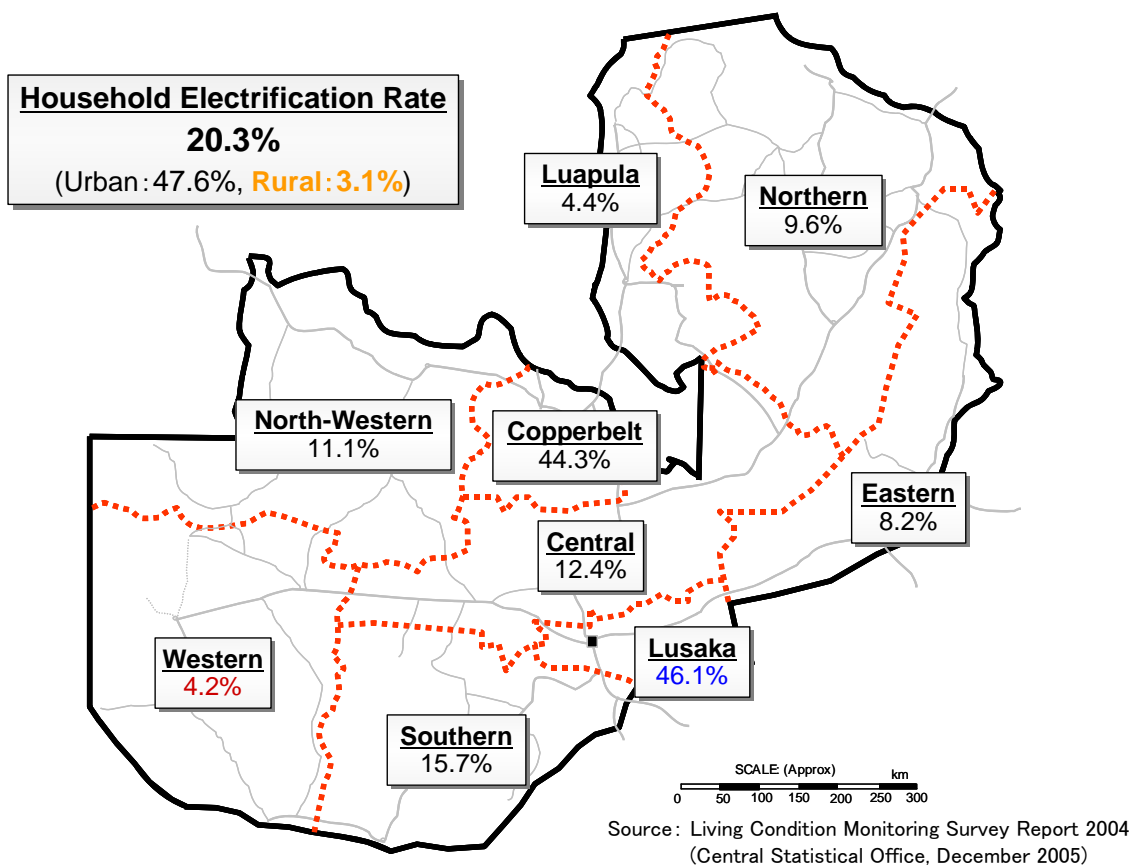 Household Electrification Rate
20.3%
(Urban：47.6%, Rural：3.1%)
Luapula
4.4%
Northern
9.6%
North-Western
11.1%
Copperbelt
44.3%
Eastern
8.2%
Central
12.4%
Western
4.2%
Lusaka
46.1%
Southern
15.7%
SCALE: (Approx) km
0 50 100 150 200 250 300
Source： Living Condition Monitoring Survey Report 2004
(Central Statistical Office, December 2005)